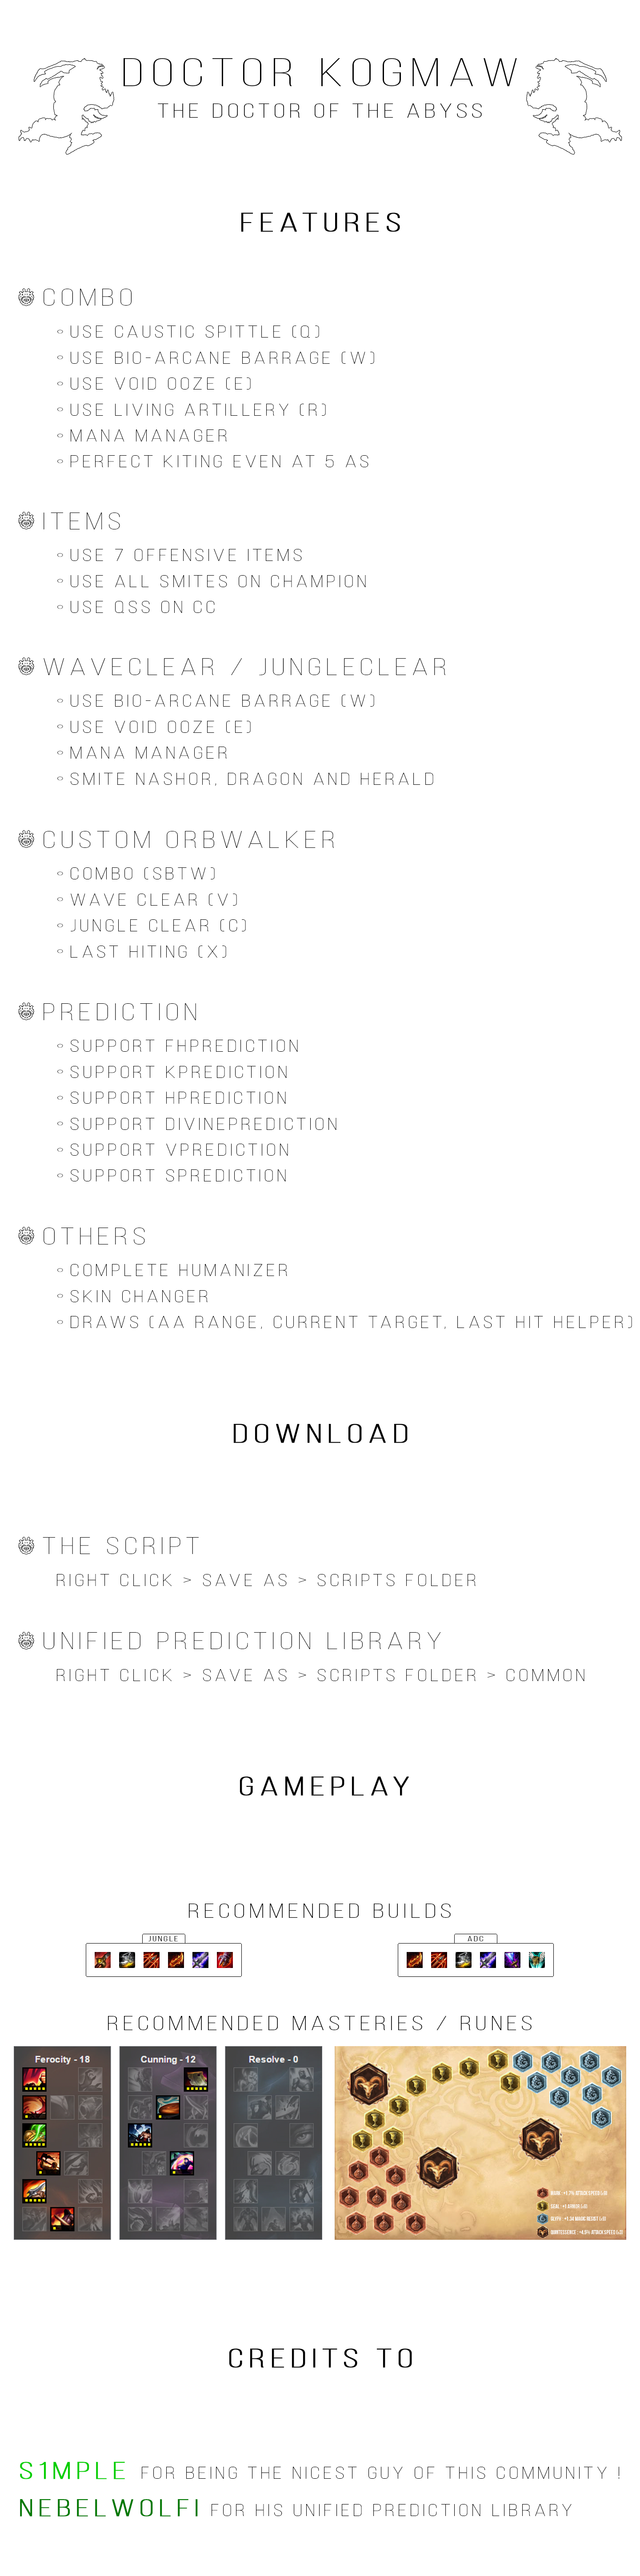 DOCTOR KOGMAW
THE DOCTOR OF THE ABYSS
FEATURES
COMBO
USE CAUSTIC SPITTLE (Q)
USE BIO-ARCANE BARRAGE (W)
USE VOID OOZE (E)
USE LIVING ARTILLERY (R)
MANA MANAGER
PERFECT KITING EVEN AT 5 AS
ITEMS
USE 7 OFFENSIVE ITEMS
USE ALL SMITES ON CHAMPION
USE QSS ON CC
WAVECLEAR / JUNGLECLEAR
USE BIO-ARCANE BARRAGE (W)
USE VOID OOZE (E)
MANA MANAGER
SMITE NASHOR, DRAGON AND HERALD
CUSTOM ORBWALKER
COMBO (SBTW)
WAVE CLEAR (V)
JUNGLE CLEAR (C)
LAST HITING (X)
PREDICTION
SUPPORT FHPREDICTION
SUPPORT KPREDICTION
SUPPORT HPREDICTION
SUPPORT DIVINEPREDICTION
SUPPORT VPREDICTION
SUPPORT SPREDICTION
OTHERS
COMPLETE HUMANIZER
SKIN CHANGER
DRAWS (AA RANGE, CURRENT TARGET, LAST HIT HELPER)
DOWNLOAD
THE SCRIPT
RIGHT CLICK > SAVE AS > SCRIPTS FOLDER
UNIFIED PREDICTION LIBRARY
RIGHT CLICK > SAVE AS > SCRIPTS FOLDER > COMMON
GAMEPLAY
RECOMMENDED BUILDS
JUNGLE
ADC
RECOMMENDED MASTERIES / RUNES
Ferocity - 18
Cunning - 12
Resolve - 0
CREDITS TO
S1MPLE FOR BEING THE NICEST GUY OF THIS COMMUNITY !
NEBELWOLFI FOR HIS UNIFIED PREDICTION LIBRARY